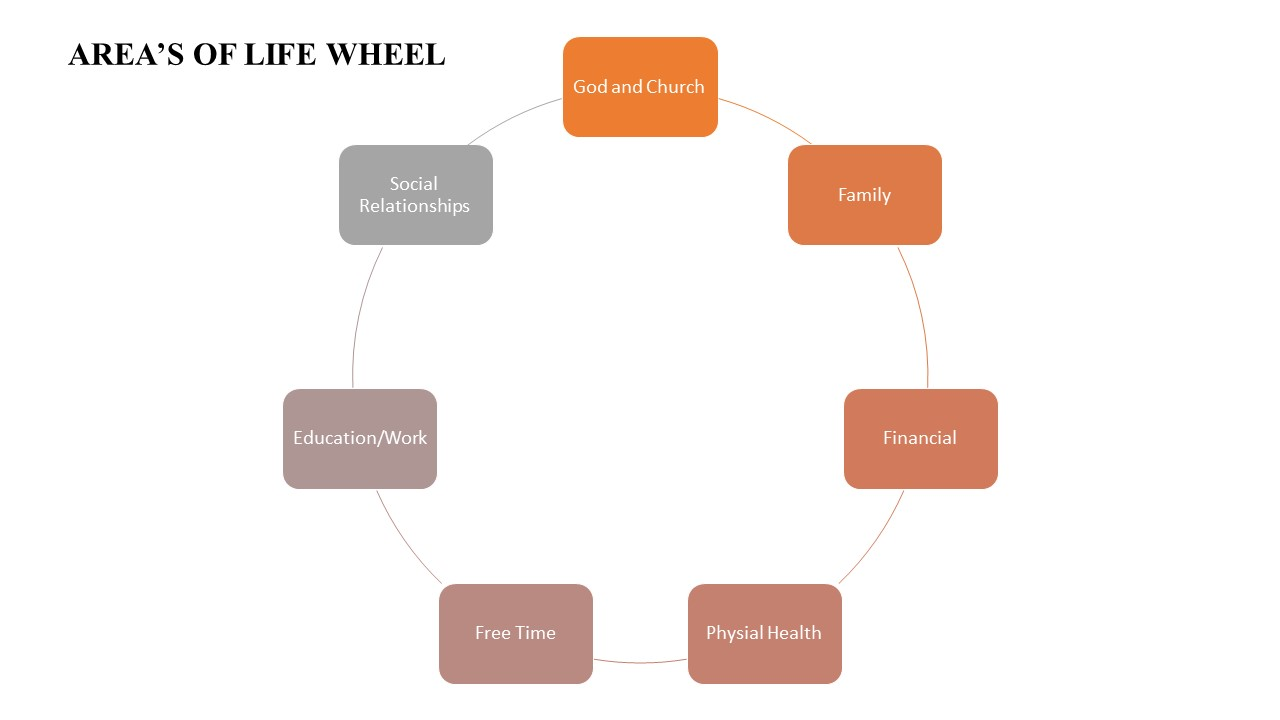 AREA’S OF LIFE WHEEL
God and Church
Family
Financial
Physial Health
Free Time
Education/Work
Social
Relationships